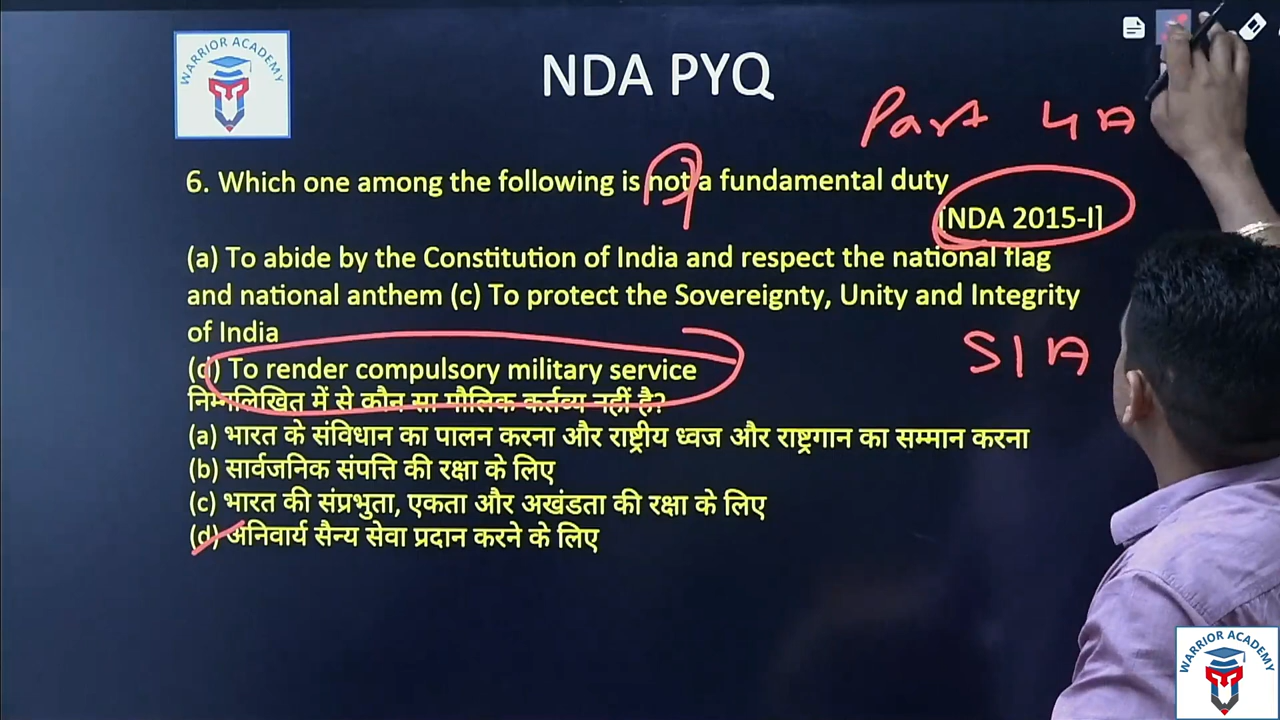 WARRIOR ACADEMY
NDA PYQ
Part 4A
6. Which one among the following is not a fundamental duty
[NDA 2015-I]
(a) To abide by the Constitution of India and respect the national flag
and national anthem (c) To protect the Sovereignty, Unity and Integrity
of India
51A
(d) To render compulsory military service
निम्नलिखित में से कौन सा मौलिक कर्तव्य नहीं है?
(a) भारत के संविधान का पालन करना और राष्ट्रीय ध्वज और राष्ट्रगान का सम्मान करना
(b) सार्वजनिक संपत्ति की रक्षा के लिए
(c) भारत की संप्रभुता, एकता और अखंडता की रक्षा के लिए
(d) अनिवार्य सैन्य सेवा प्रदान करने के लिए
WARRIOR ACADEMY